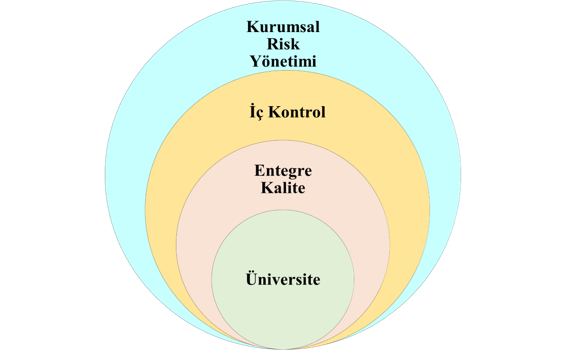 Kurumsal
Risk
Yönetimi
İç Kontrol
Entegre
Kalite
Üniversite